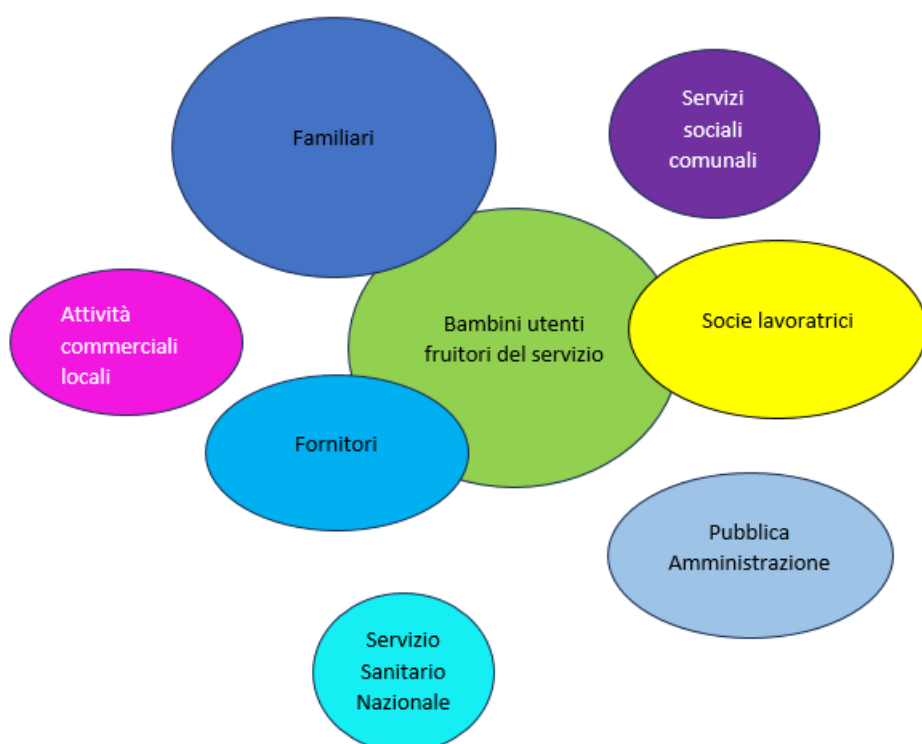 Familiari
Servizi
sociali
comunali
Attività
commerciali
locali
Bambini utenti
fruitori del servizio
Socie lavoratrici
Fornitori
Pubblica
Amministrazione
Servizio
Sanitario
Nazionale